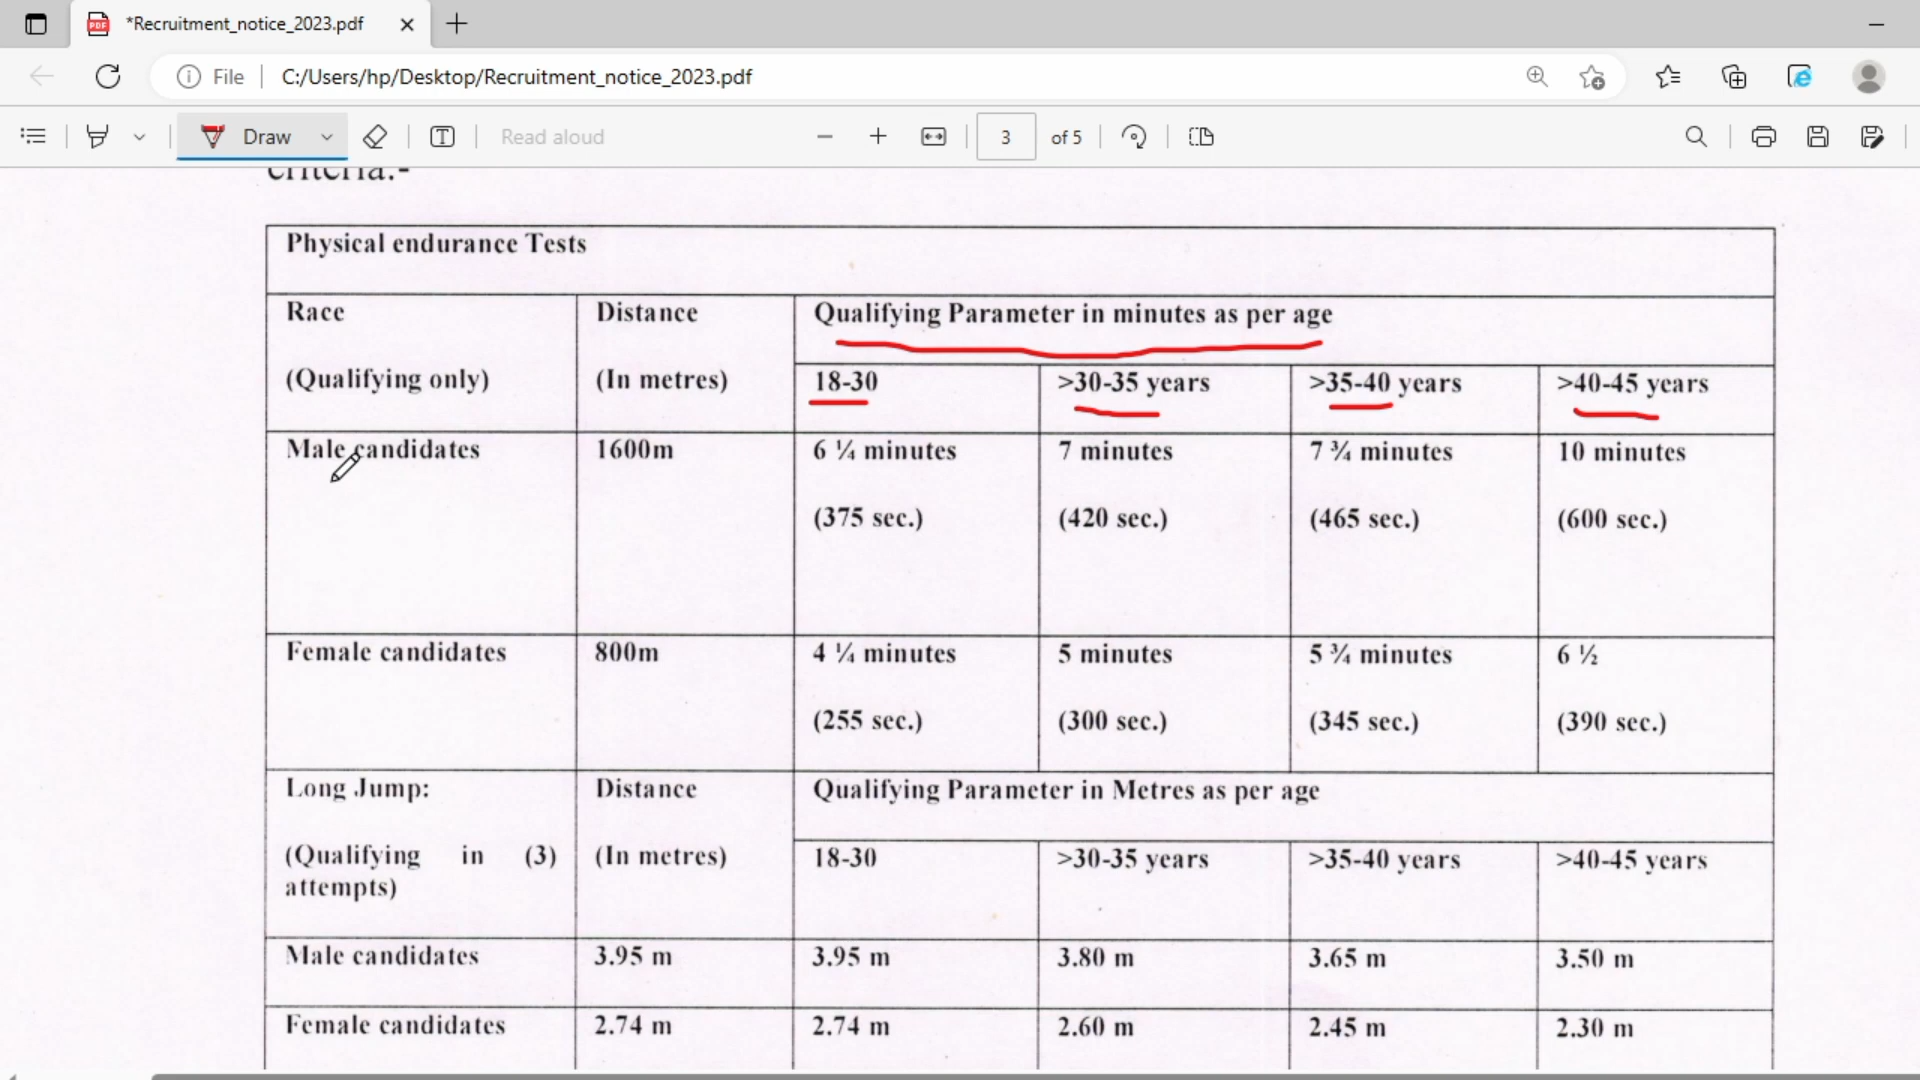 *Recruitment_notice_2023.pdf
File
C:/Users/hp/Desktop/Recruitment_notice_2023.pdf
Draw
Read aloud
3
of 5
criteria:-
Physical endurance Tests
Race
Distance
Qualifying Parameter in minutes as per age
(Qualifying only)
(In metres)
18-30
>30-35 years
>35-40 years
>40-45 years
Male candidates
1600m
6 ¼ minutes
7 minutes
7 ¾ minutes
10 minutes
(375 sec.)
(420 sec.)
(465 sec.)
(600 sec.)
Female candidates
800m
4 ¼ minutes
5 minutes
5 ¾ minutes
6 ½
(255 sec.)
(300 sec.)
(345 sec.)
(390 sec.)
Long Jump:
Distance
Qualifying Parameter in Metres as per age
(Qualifying in (3)
attempts)
(In metres)
18-30
>30-35 years
>35-40 years
>40-45 years
Male candidates
3.95 m
3.95 m
3.80 m
3.65 m
3.50 m
Female candidates
2.74 m
2.74 m
2.60 m
2.45 m
2.30 m